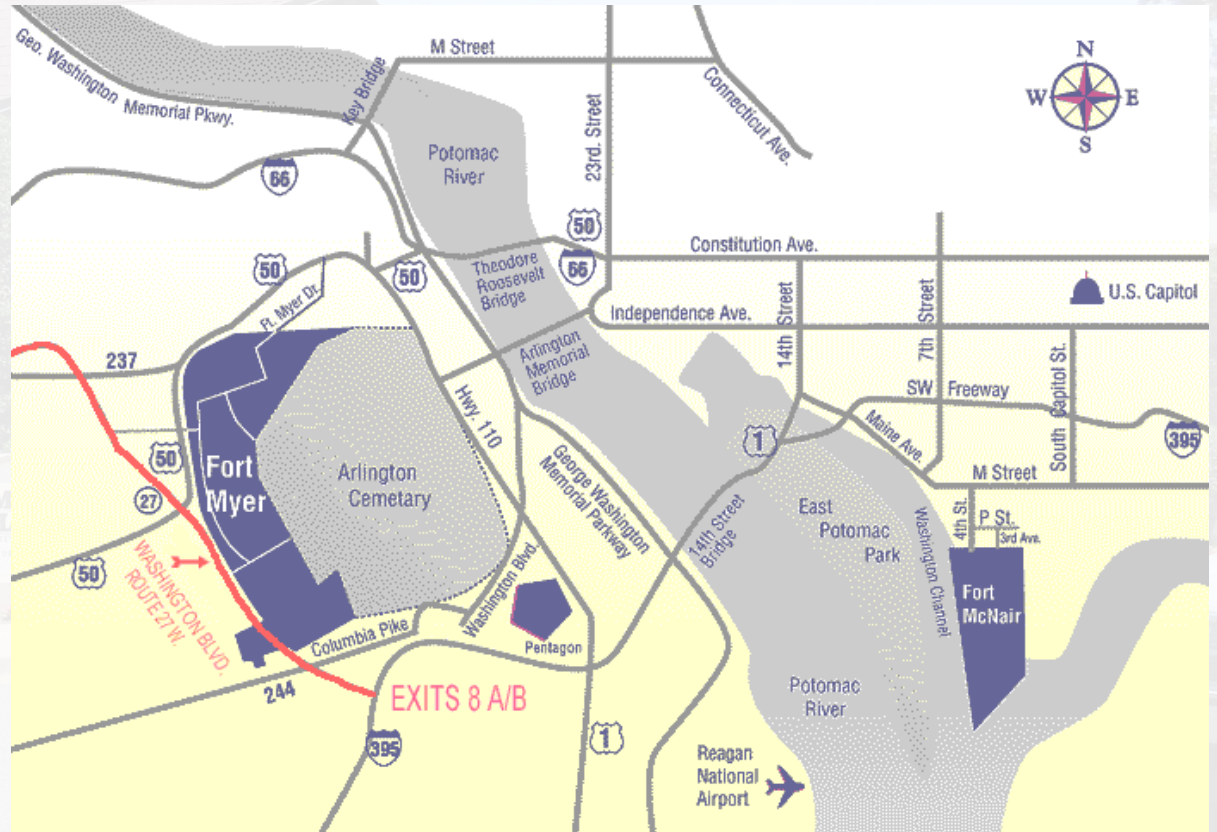 Geo. Washington
Memorial Pkwy.
Key Bridge
M Street
Connecticut Ave.
N
W
E
S
66
Potomac
River
23rd. Street
50
66
Constitution Ave.
50
50
Ft. Myer Dr.
Theodore
Roosevelt
Bridge
Independence Ave.
14th Street
7th Street
U.S. Capitol
237
Arlington
Memorial
Bridge
Hwy. 110
SW Freeway
South Capitol St.
Maine Ave.
395
1
50
27
Fort
Myer
Arlington
Cemetary
George Washington
Memorial Parkway
14th Street
Bridge
East
Potomac
Park
Washington Channel
M Street
4th St.
P St.
3rd Ave.
Fort
McNair
50
WASHINGTON BLVD.
ROUTE 27 W.
Washington Blvd.
Pentagon
Columbia Pike
244
EXITS 8 A/B
395
1
Potomac
River
Reagan
National
Airport